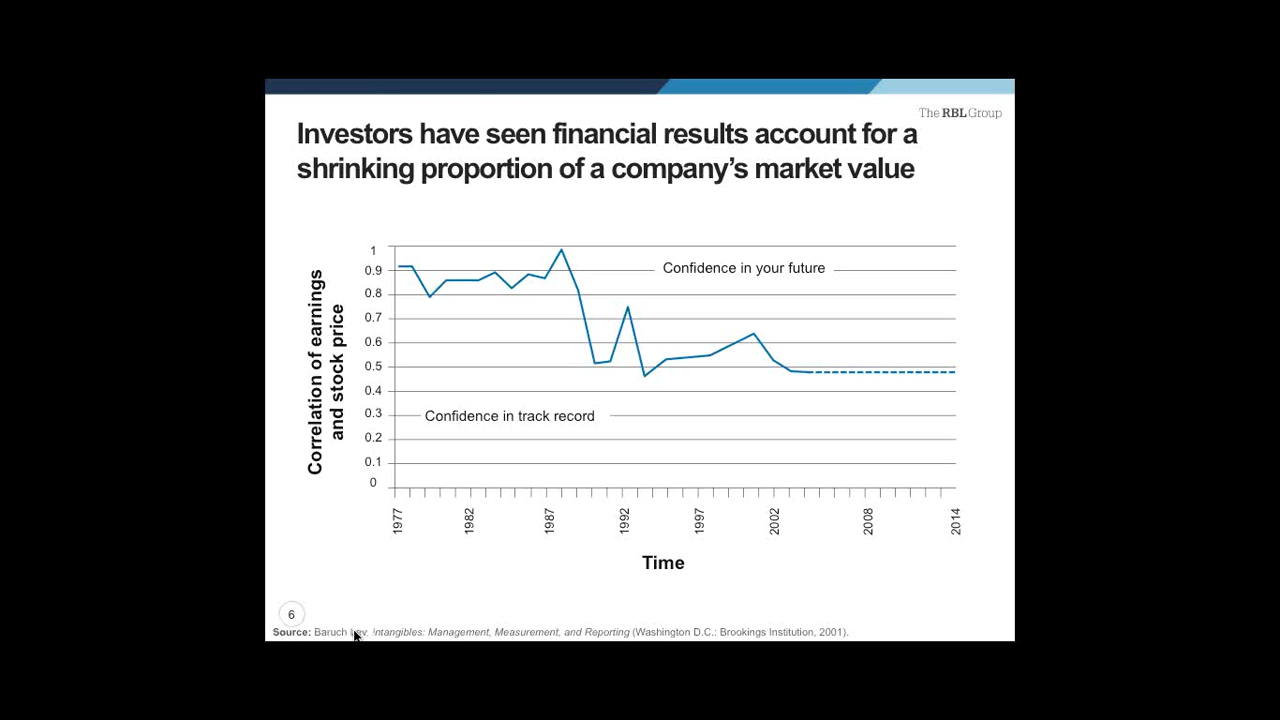 The RBL Group
Investors have seen financial results account for a
shrinking proportion of a company’s market value
Correlation of earnings
and stock price
1
0.9
0.8
0.7
0.6
0.5
0.4
0.3
0.2
0.1
0
Confidence in your future
Confidence in track record
1977
1982
1987
1992
1997
2002
2008
2014
Time
6
Source: Baruch Intangibles: Management, Measurement, and Reporting (Washington D.C.: Brookings Institution, 2001).